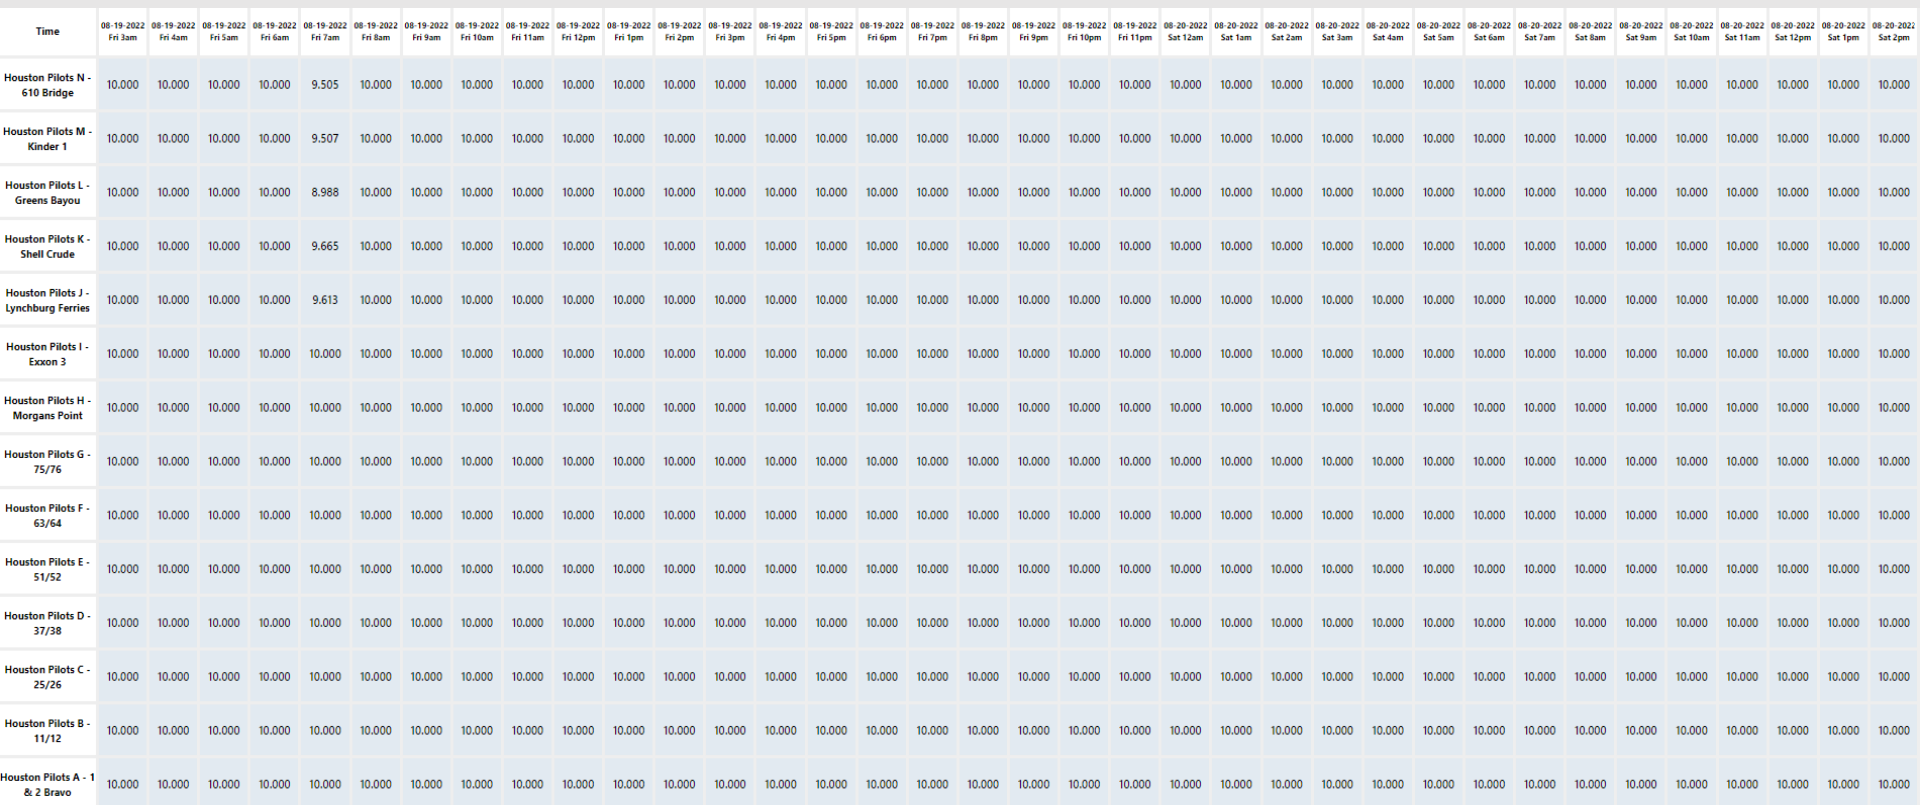 Time
08-19-2022 08-19-2022 08-19-2022 08-19-2022 08-19-2022 08-19-2022 08-19-2022 08-19-2022 08-19-2022 08-19-2022 08-19-2022 08-19-2022 08-19-2022 08-19-2022 08-19-2022 08-19-2022 08-19-2022 08-19-2022 08-19-2022 08-19-2022 08-19-2022 08-20-2022 08-20-2022 08-20-2022 08-20-2022 08-20-2022 08-20-2022 08-20-2022 08-20-2022 08-20-2022 08-20-2022 08-20-2022 08-20-2022 08-20-2022 08-20-2022 08-20-2022
Fri 3am Fri 4am Fri 5am Fri 6am Fri 7am Fri 8am Fri 9am Fri 10am Fri 11am Fri 12pm Fri 1pm Fri 2pm Fri 3pm Fri 4pm Fri 5pm Fri 6pm Fri 7pm Fri 8pm Fri 9pm Fri 10pm Fri 11pm Sat 12am Sat 1am Sat 2am Sat 3am Sat 4am Sat 5am Sat 6am Sat 7am Sat 8am Sat 9am Sat 10am Sat 11am Sat 12pm Sat 1pm Sat 2pm
Houston Pilots N -
610 Bridge
10.000 10.000 10.000 10.000 9.505 10.000 10.000 10.000 10.000 10.000 10.000 10.000 10.000 10.000 10.000 10.000 10.000 10.000 10.000 10.000 10.000 10.000 10.000 10.000 10.000 10.000 10.000 10.000 10.000 10.000 10.000 10.000 10.000 10.000 10.000 10.000
Houston Pilots M -
Kinder 1
10.000 10.000 10.000 10.000 9.507 10.000 10.000 10.000 10.000 10.000 10.000 10.000 10.000 10.000 10.000 10.000 10.000 10.000 10.000 10.000 10.000 10.000 10.000 10.000 10.000 10.000 10.000 10.000 10.000 10.000 10.000 10.000 10.000 10.000 10.000 10.000
Houston Pilots L -
Greens Bayou
10.000 10.000 10.000 10.000 8.988 10.000 10.000 10.000 10.000 10.000 10.000 10.000 10.000 10.000 10.000 10.000 10.000 10.000 10.000 10.000 10.000 10.000 10.000 10.000 10.000 10.000 10.000 10.000 10.000 10.000 10.000 10.000 10.000 10.000 10.000 10.000
Houston Pilots K -
Shell Crude
10.000 10.000 10.000 10.000 9.665 10.000 10.000 10.000 10.000 10.000 10.000 10.000 10.000 10.000 10.000 10.000 10.000 10.000 10.000 10.000 10.000 10.000 10.000 10.000 10.000 10.000 10.000 10.000 10.000 10.000 10.000 10.000 10.000 10.000 10.000 10.000
Houston Pilots J -
Lynchburg Ferries
10.000 10.000 10.000 10.000 9.613 10.000 10.000 10.000 10.000 10.000 10.000 10.000 10.000 10.000 10.000 10.000 10.000 10.000 10.000 10.000 10.000 10.000 10.000 10.000 10.000 10.000 10.000 10.000 10.000 10.000 10.000 10.000 10.000 10.000 10.000 10.000
Houston Pilots I -
Exxon 3
10.000 10.000 10.000 10.000 10.000 10.000 10.000 10.000 10.000 10.000 10.000 10.000 10.000 10.000 10.000 10.000 10.000 10.000 10.000 10.000 10.000 10.000 10.000 10.000 10.000 10.000 10.000 10.000 10.000 10.000 10.000 10.000 10.000 10.000 10.000 10.000
Houston Pilots H -
Morgans Point
10.000 10.000 10.000 10.000 10.000 10.000 10.000 10.000 10.000 10.000 10.000 10.000 10.000 10.000 10.000 10.000 10.000 10.000 10.000 10.000 10.000 10.000 10.000 10.000 10.000 10.000 10.000 10.000 10.000 10.000 10.000 10.000 10.000 10.000 10.000 10.000
Houston Pilots G -
75/76
10.000 10.000 10.000 10.000 10.000 10.000 10.000 10.000 10.000 10.000 10.000 10.000 10.000 10.000 10.000 10.000 10.000 10.000 10.000 10.000 10.000 10.000 10.000 10.000 10.000 10.000 10.000 10.000 10.000 10.000 10.000 10.000 10.000 10.000 10.000 10.000
Houston Pilots F -
63/64
10.000 10.000 10.000 10.000 10.000 10.000 10.000 10.000 10.000 10.000 10.000 10.000 10.000 10.000 10.000 10.000 10.000 10.000 10.000 10.000 10.000 10.000 10.000 10.000 10.000 10.000 10.000 10.000 10.000 10.000 10.000 10.000 10.000 10.000 10.000 10.000
Houston Pilots E -
51/52
10.000 10.000 10.000 10.000 10.000 10.000 10.000 10.000 10.000 10.000 10.000 10.000 10.000 10.000 10.000 10.000 10.000 10.000 10.000 10.000 10.000 10.000 10.000 10.000 10.000 10.000 10.000 10.000 10.000 10.000 10.000 10.000 10.000 10.000 10.000 10.000
Houston Pilots D -
37/38
10.000 10.000 10.000 10.000 10.000 10.000 10.000 10.000 10.000 10.000 10.000 10.000 10.000 10.000 10.000 10.000 10.000 10.000 10.000 10.000 10.000 10.000 10.000 10.000 10.000 10.000 10.000 10.000 10.000 10.000 10.000 10.000 10.000 10.000 10.000 10.000
Houston Pilots C -
25/26
10.000 10.000 10.000 10.000 10.000 10.000 10.000 10.000 10.000 10.000 10.000 10.000 10.000 10.000 10.000 10.000 10.000 10.000 10.000 10.000 10.000 10.000 10.000 10.000 10.000 10.000 10.000 10.000 10.000 10.000 10.000 10.000 10.000 10.000 10.000 10.000
Houston Pilots B -
11/12
10.000 10.000 10.000 10.000 10.000 10.000 10.000 10.000 10.000 10.000 10.000 10.000 10.000 10.000 10.000 10.000 10.000 10.000 10.000 10.000 10.000 10.000 10.000 10.000 10.000 10.000 10.000 10.000 10.000 10.000 10.000 10.000 10.000 10.000 10.000 10.000
Houston Pilots A - 1
& 2 Bravo
10.000 10.000 10.000 10.000 10.000 10.000 10.000 10.000 10.000 10.000 10.000 10.000 10.000 10.000 10.000 10.000 10.000 10.000 10.000 10.000 10.000 10.000 10.000 10.000 10.000 10.000 10.000 10.000 10.000 10.000 10.000 10.000 10.000 10.000 10.000 10.000